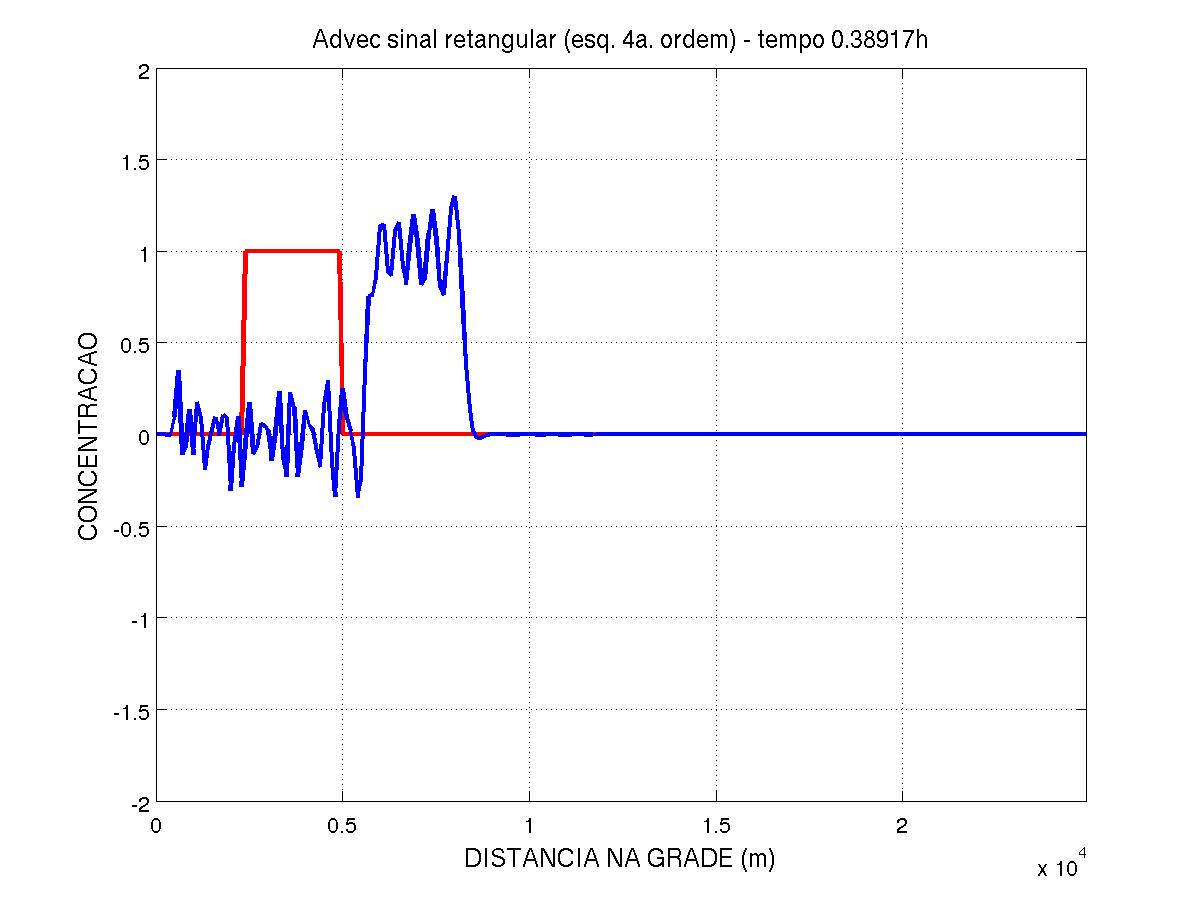 Advec sinal retangular (esq. 4a. ordem) - tempo 0.38917h
2
1.5
1
0.5
0
-0.5
-1
-1.5
-2
CONCENTRACAO
0 0.5 1 1.5 2
x 10^4
DISTANCIA NA GRADE (m)